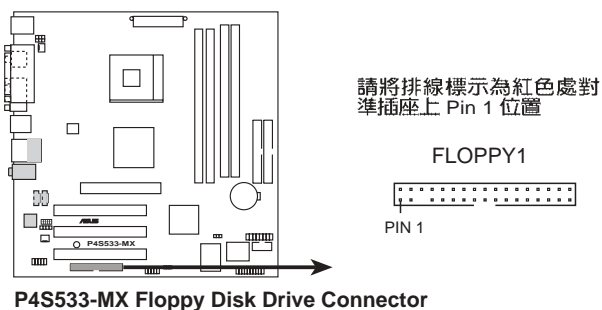 請將排線標示為紅色處對
準插座上 Pin 1 位置
FLOPPY1
PIN 1
ASUS
P4S533-MX
P4S533-MX Floppy Disk Drive Connector